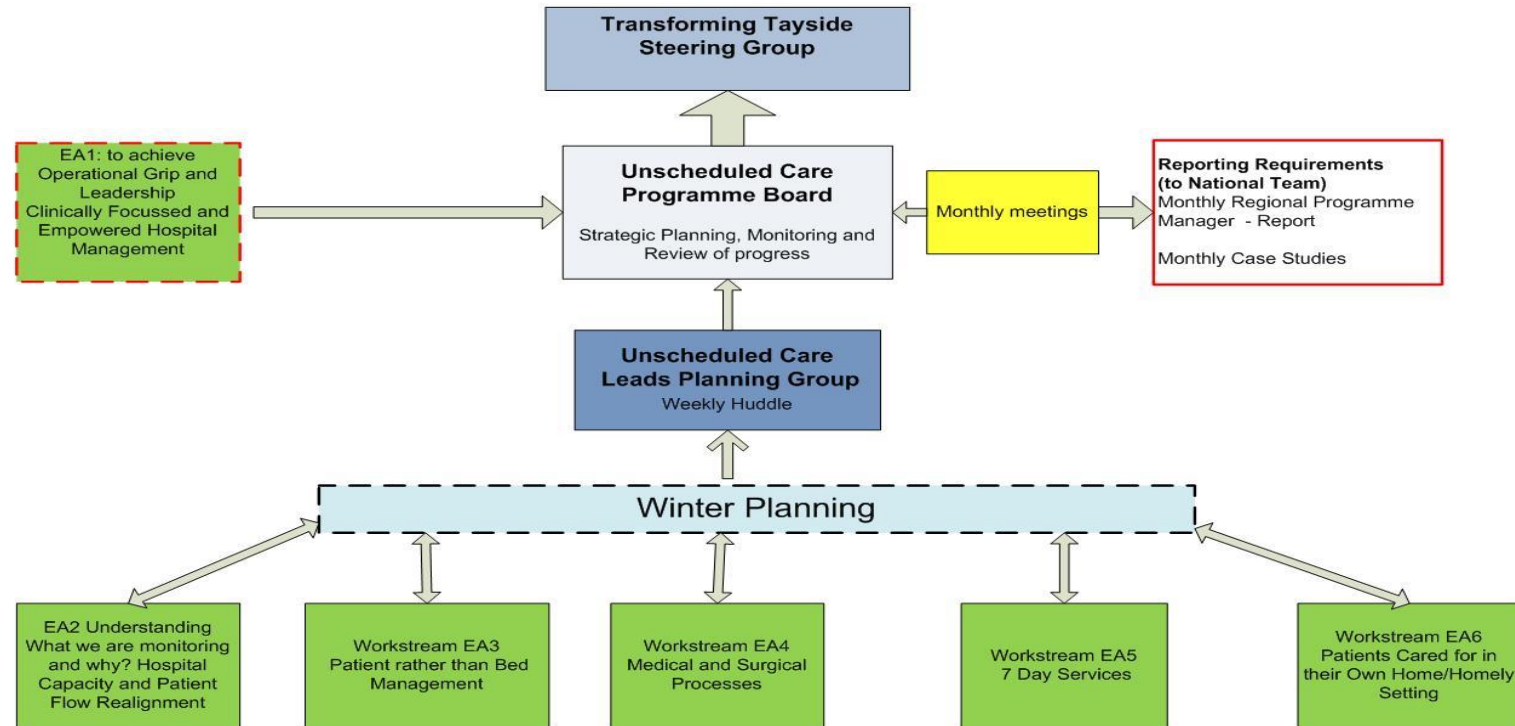 Transforming Tayside
Steering Group
EA1: to achieve
Operational Grip and
Leadership
Clinically Focussed and
Empowered Hospital
Management
Unscheduled Care
Programme Board
Strategic Planning, Monitoring and
Review of progress
Monthly meetings
Reporting Requirements
(to National Team)
Monthly Regional Programme
Manager  - Report
Monthly Case Studies
Unscheduled Care
Leads Planning Group
Weekly Huddle
Winter Planning
EA2 Understanding
What we are monitoring
and why? Hospital
Capacity and Patient
Flow Realignment
Workstream EA3
Patient rather than Bed
Management
Workstream EA4
Medical and Surgical
Processes
Workstream EA5
7 Day Services
Workstream EA6
Patients Cared for in
their Own Home/Homely
Setting